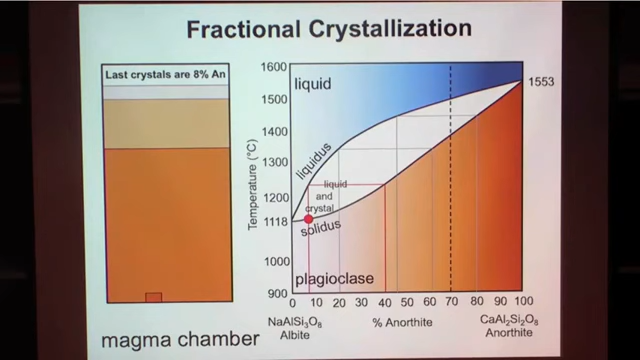 Fractional Crystallization
Last crystals are 8% An
magma chamber
Temperature (°C)
1600
1500
1400
1300
1200
1118
1000
900
liquid
liquidus
liquid
and
crystal
solidus
plagioclase
1553
0 10 20 30 40 50 60 70 80 90 100
NaAlSi₃O₈
Albite
% Anorthite
CaAl₂Si₂O₈
Anorthite